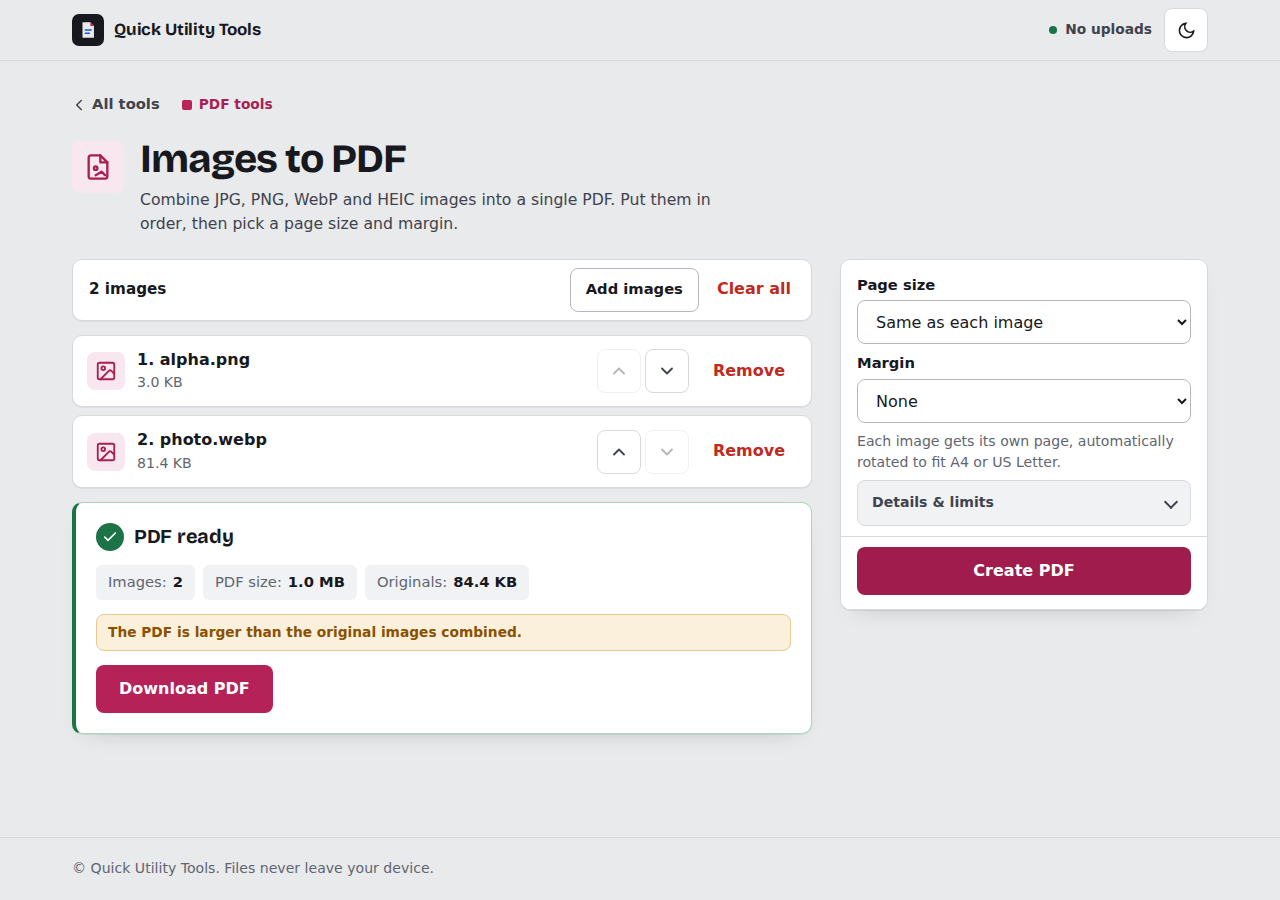 Quick Utility Tools
No uploads
All tools
PDF tools
Images to PDF
Combine JPG, PNG, WebP and HEIC images into a single PDF. Put them in
order, then pick a page size and margin.
2 images
Add images
Clear all
1. alpha.png
3.0 KB
Remove
2. photo.webp
81.4 KB
Remove
PDF ready
Images: 2
PDF size: 1.0 MB
Originals: 84.4 KB
The PDF is larger than the original images combined.
Download PDF
Page size
Same as each image
Margin
None
Each image gets its own page, automatically
rotated to fit A4 or US Letter.
Details & limits
Create PDF
© Quick Utility Tools. Files never leave your device.